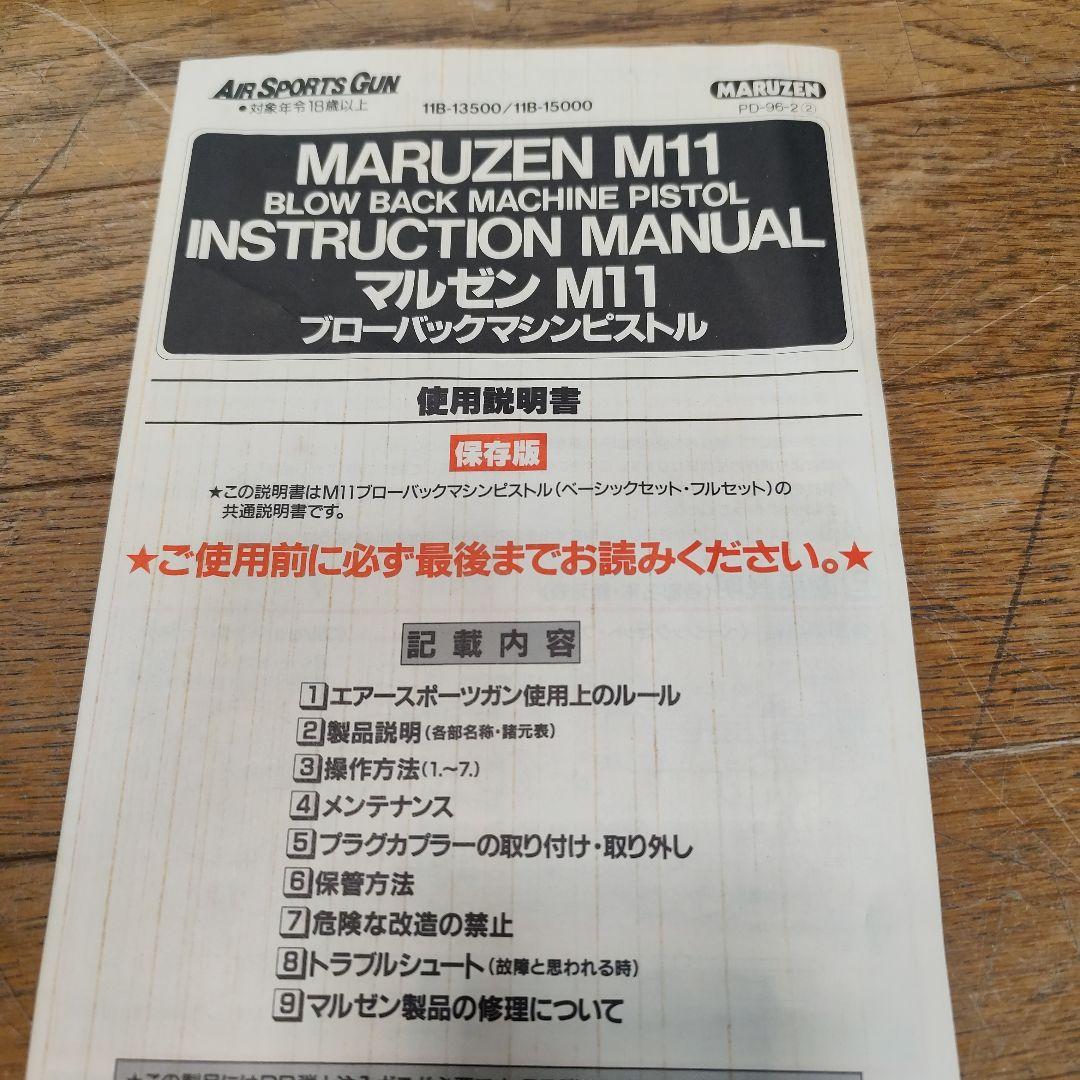 AIR SPORTS GUN
●対象年令18歳以上
11B-13500/11B-15000
MARUZEN
PD-96-2(2)
MARUZEN M11
BLOW BACK MACHINE PISTOL
INSTRUCTION MANUAL
マルゼン M11
ブローバックマシンピストル
使用説明書
保存版
★この説明書はM11ブローバックマシンピストル(ベーシックセット・フルセット)の
共通説明書です。
★ご使用前に必ず最後までお読みください。★
記載内容
1 エアースポーツガン使用上のルール
2 製品説明(各部名称・諸元表)
3 操作方法(1.〜7.)
4 メンテナンス
5 プラグカプラーの取り付け・取り外し
6 保管方法
7 危険な改造の禁止
8 トラブルシュート(故障と思われる時)
9 マルゼン製品の修理について
★この製品にはBB弾